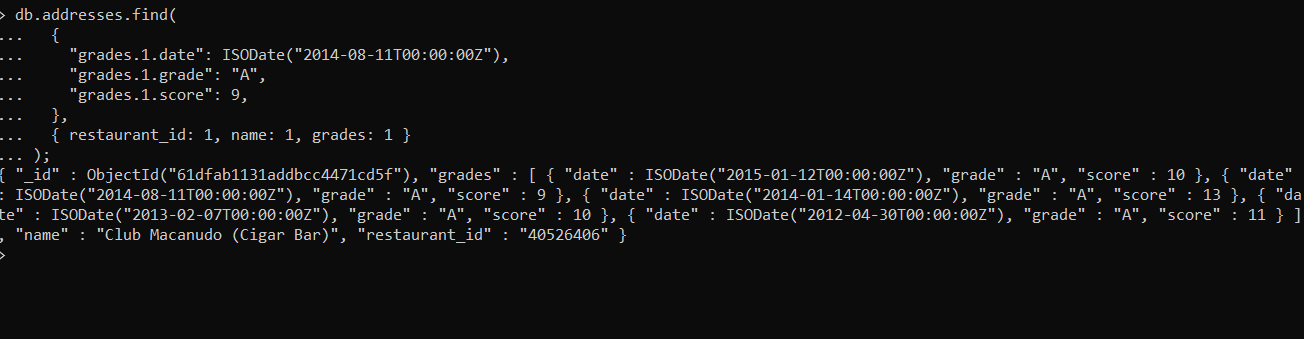 > db.addresses.find(
...   {
...     "grades.1.date": ISODate("2014-08-11T00:00:00Z"),
...     "grades.1.grade": "A",
...     "grades.1.score": 9,
...   },
...   { restaurant_id: 1, name: 1, grades: 1 }
... );
{ "_id" : ObjectId("61dfab1131addbcc4471cd5f"), "grades" : [ { "date" : ISODate("2015-01-12T00:00:00Z"), "grade" : "A", "score" : 10 }, { "date"
: ISODate("2014-08-11T00:00:00Z"), "grade" : "A", "score" : 9 }, { "date" : ISODate("2014-01-14T00:00:00Z"), "grade" : "A", "score" : 13 }, { "da
te" : ISODate("2013-02-07T00:00:00Z"), "grade" : "A", "score" : 10 }, { "date" : ISODate("2012-04-30T00:00:00Z"), "grade" : "A", "score" : 11 } ]
, "name" : "Club Macanudo (Cigar Bar)", "restaurant_id" : "40526406" }
>